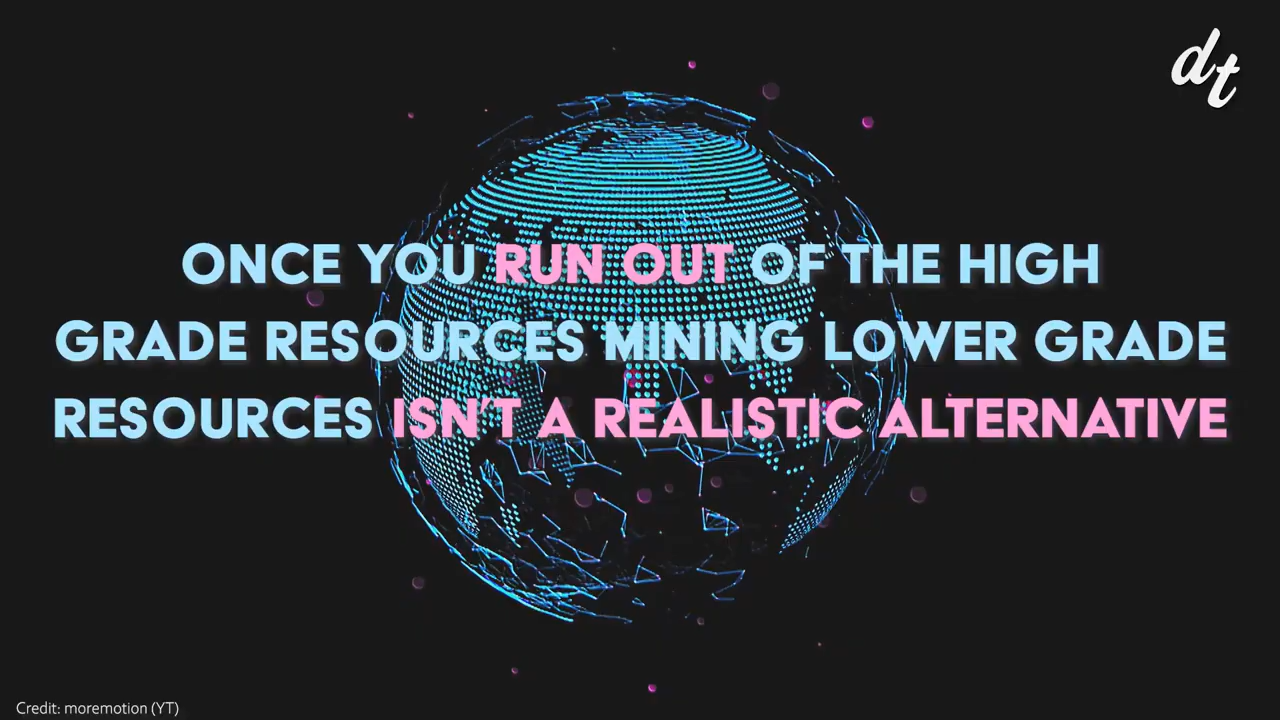 dt
ONCE YOU RUN OUT OF THE HIGH
GRADE RESOURCES MINING LOWER GRADE
RESOURCES ISN'T A REALISTIC ALTERNATIVE
Credit: moremotion (YT)